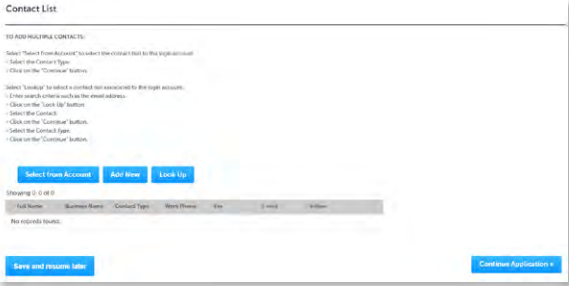 Contact List
TO ADD MULTIPLE CONTACTS:
Select "Select from Account" to select the contact tied to the login account.
- Select the Contact Type.
- Click on the "Continue" button.
Select "Lookup" to select a contact not associated to the login account.
- Enter search criteria such as the email address.
- Click on the "Look Up" button.
- Select the Contact.
- Click on the "Continue" button.
- Select the Contact Type.
- Click on the "Continue" button.
Select from Account Add New Look Up
Showing 0-0 of 0
Full Name Business Name Contact Type Work Phone Fax E-mail Action
No records found.
Save and resume later Continue Application »